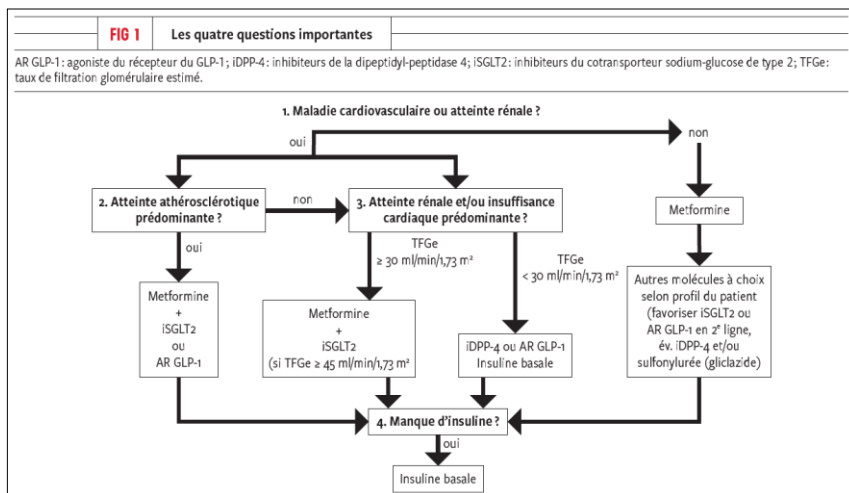 FIG 1 Les quatre questions importantes
AR GLP-1: agoniste du récepteur du GLP-1; iDPP-4: inhibiteurs de la dipeptidyl-peptidase 4; iSGLT2: inhibiteurs du cotransporteur sodium-glucose de type 2; TFGe:
taux de filtration glomérulaire estimé.
1. Maladie cardiovasculaire ou atteinte rénale ?
oui
non
2. Atteinte athérosclérotique
prédominante ?
non
3. Atteinte rénale et/ou insuffisance
cardiaque prédominante ?
Metformine
oui
TFGe
≥ 30 ml/min/1,73 m²
TFGe
< 30 ml/min/1,73 m²
Metformine
+
iSGLT2
ou
AR GLP-1
Metformine
+
iSGLT2
(si TFGe ≥ 45 ml/min/1,73 m²
iDPP-4 ou AR GLP-1
Insuline basale
Autres molécules à choix
selon profil du patient
(favoriser iSGLT2 ou
AR GLP-1 en 2e ligne,
év. iDPP-4 et/ou
sulfonylurée (gliclazide)
4. Manque d'insuline ?
oui
Insuline basale